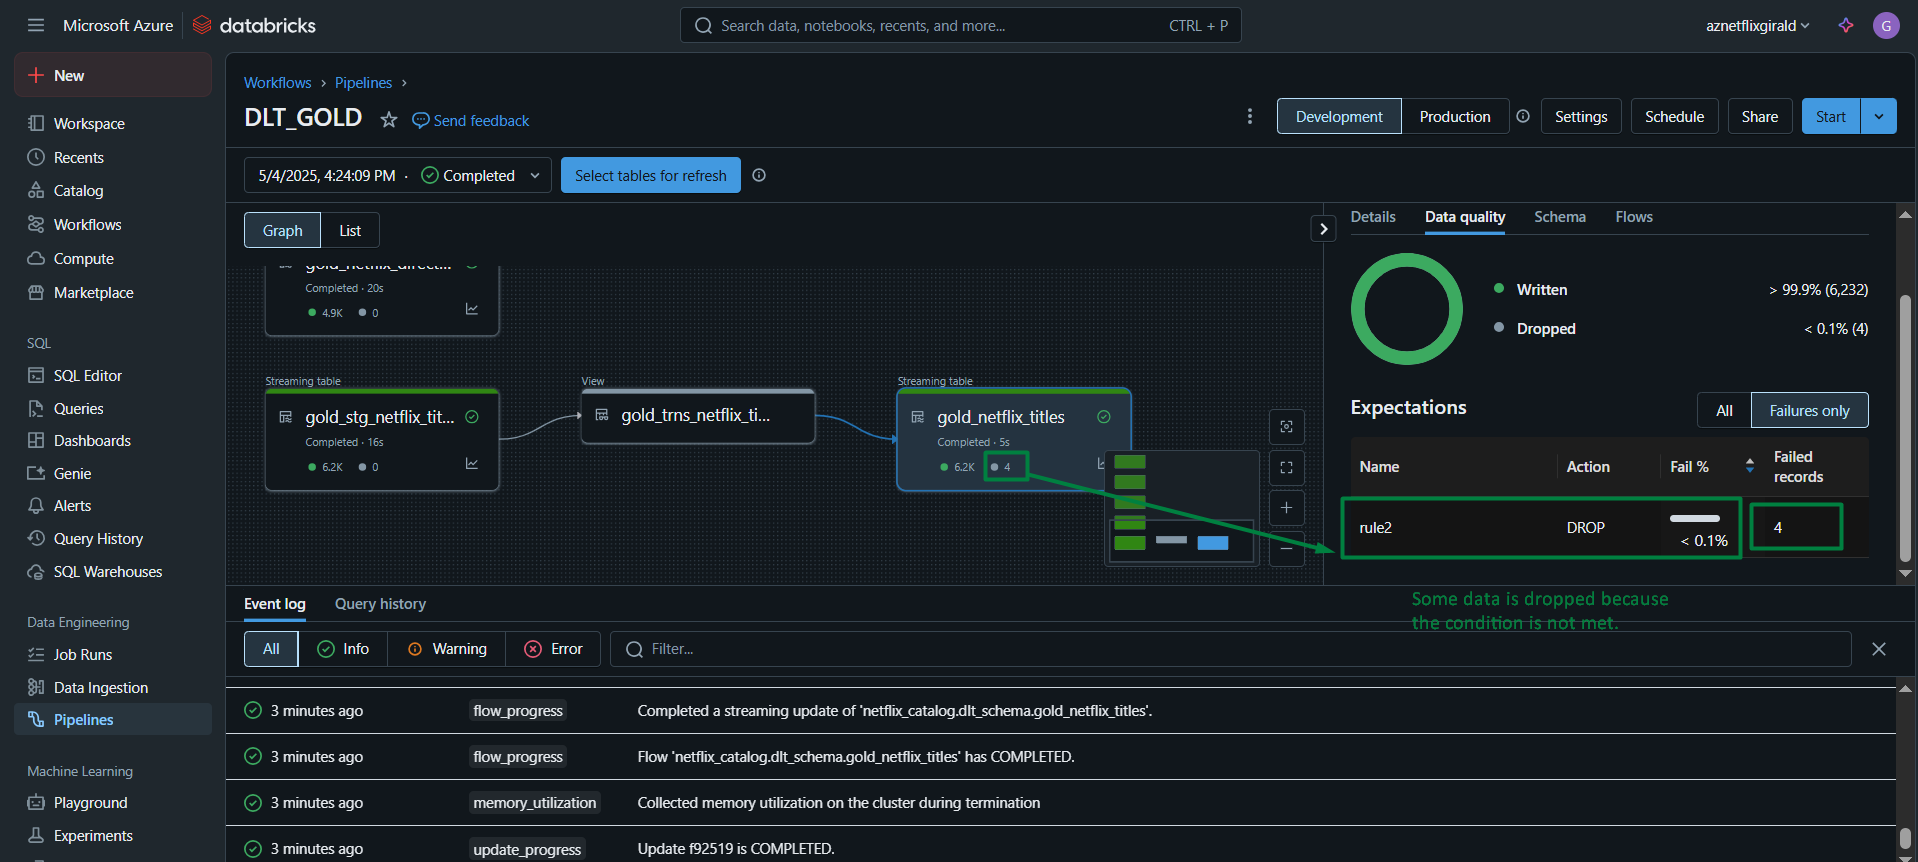 Microsoft Azure databricks
Search data, notebooks, recents, and more... CTRL + P
aznetflixgirald G
New
Workspace
Recents
Catalog
Workflows
Compute
Marketplace
SQL
SQL Editor
Queries
Dashboards
Genie
Alerts
Query History
SQL Warehouses
Data Engineering
Job Runs
Data Ingestion
Pipelines
Machine Learning
Playground
Experiments
Workflows › Pipelines ›
DLT_GOLD Send feedback
Development Production Settings Schedule Share Start
5/4/2025, 4:24:09 PM · Completed Select tables for refresh
Graph List
gold_netflix_direct...
Completed · 20s
4.9K 0
Streaming table
gold_stg_netflix_tit...
Completed · 16s
6.2K 0
View
gold_trns_netflix_ti...
Streaming table
gold_netflix_titles
Completed · 5s
6.2K 4
Details Data quality Schema Flows
Written > 99.9% (6,232)
Dropped < 0.1% (4)
Expectations All Failures only
Name Action Fail % Failed records
rule2 DROP < 0.1% 4
Some data is dropped because
the condition is not met.
Event log Query history
All Info Warning Error Filter...
3 minutes ago flow_progress Completed a streaming update of 'netflix_catalog.dlt_schema.gold_netflix_titles'.
3 minutes ago flow_progress Flow 'netflix_catalog.dlt_schema.gold_netflix_titles' has COMPLETED.
3 minutes ago memory_utilization Collected memory utilization on the cluster during termination
3 minutes ago update_progress Update f92519 is COMPLETED.